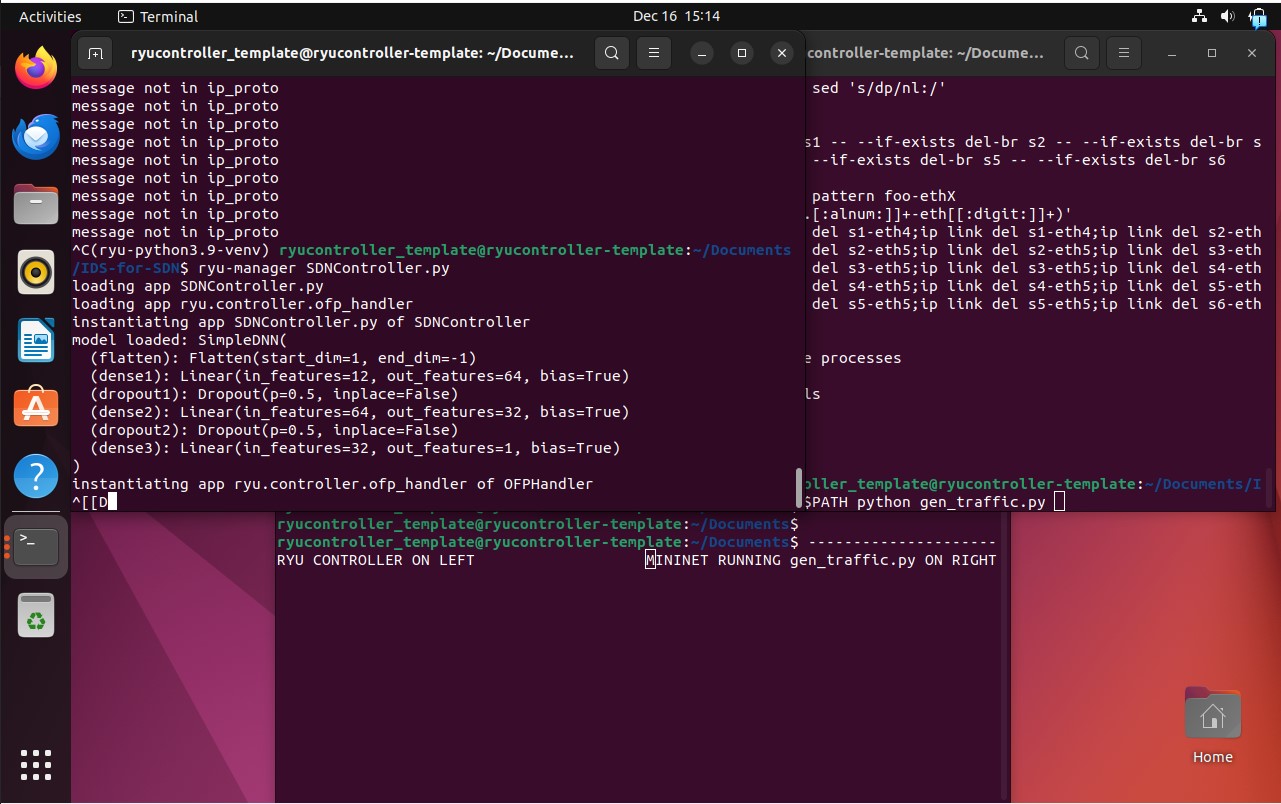 Activities
Terminal
Dec 16 15:14
ryucontroller_template@ryucontroller-template: ~/Docume...
message not in ip_proto
message not in ip_proto
message not in ip_proto
message not in ip_proto
message not in ip_proto
message not in ip_proto
message not in ip_proto
message not in ip_proto
message not in ip_proto
^C(ryu-python3.9-venv) ryucontroller_template@ryucontroller-template:~/Documents
/IDS-for-SDN$ ryu-manager SDNController.py
loading app SDNController.py
loading app ryu.controller.ofp_handler
instantiating app SDNController.py of SDNController
model loaded: SimpleDNN(
(flatten): Flatten(start_dim=1, end_dim=-1)
(dense1): Linear(in_features=12, out_features=64, bias=True)
(dropout1): Dropout(p=0.5, inplace=False)
(dense2): Linear(in_features=64, out_features=32, bias=True)
(dropout2): Dropout(p=0.5, inplace=False)
(dense3): Linear(in_features=32, out_features=1, bias=True)
)
instantiating app ryu.controller.ofp_handler of OFPHandler
^[[D
controller-template: ~/Docume...
sed 's/dp/nl:/'
s1 -- --if-exists del-br s2 -- --if-exists del-br s
--if-exists del-br s5 -- --if-exists del-br s6
pattern foo-ethX
.[:alnum:]]+-eth[[:digit:]]+)'
del s1-eth4;ip link del s1-eth4;ip link del s2-eth
del s2-eth5;ip link del s2-eth5;ip link del s3-eth
del s3-eth5;ip link del s3-eth5;ip link del s4-eth
del s4-eth5;ip link del s4-eth5;ip link del s5-eth
del s5-eth5;ip link del s5-eth5;ip link del s6-eth
e processes
ls
oller_template@ryucontroller-template:~/Documents/I
$PATH python gen_traffic.py
ryucontroller_template@ryucontroller-template:~/Documents$
ryucontroller_template@ryucontroller-template:~/Documents$ ---------------------
RYU CONTROLLER ON LEFT MININET RUNNING gen_traffic.py ON RIGHT
Home